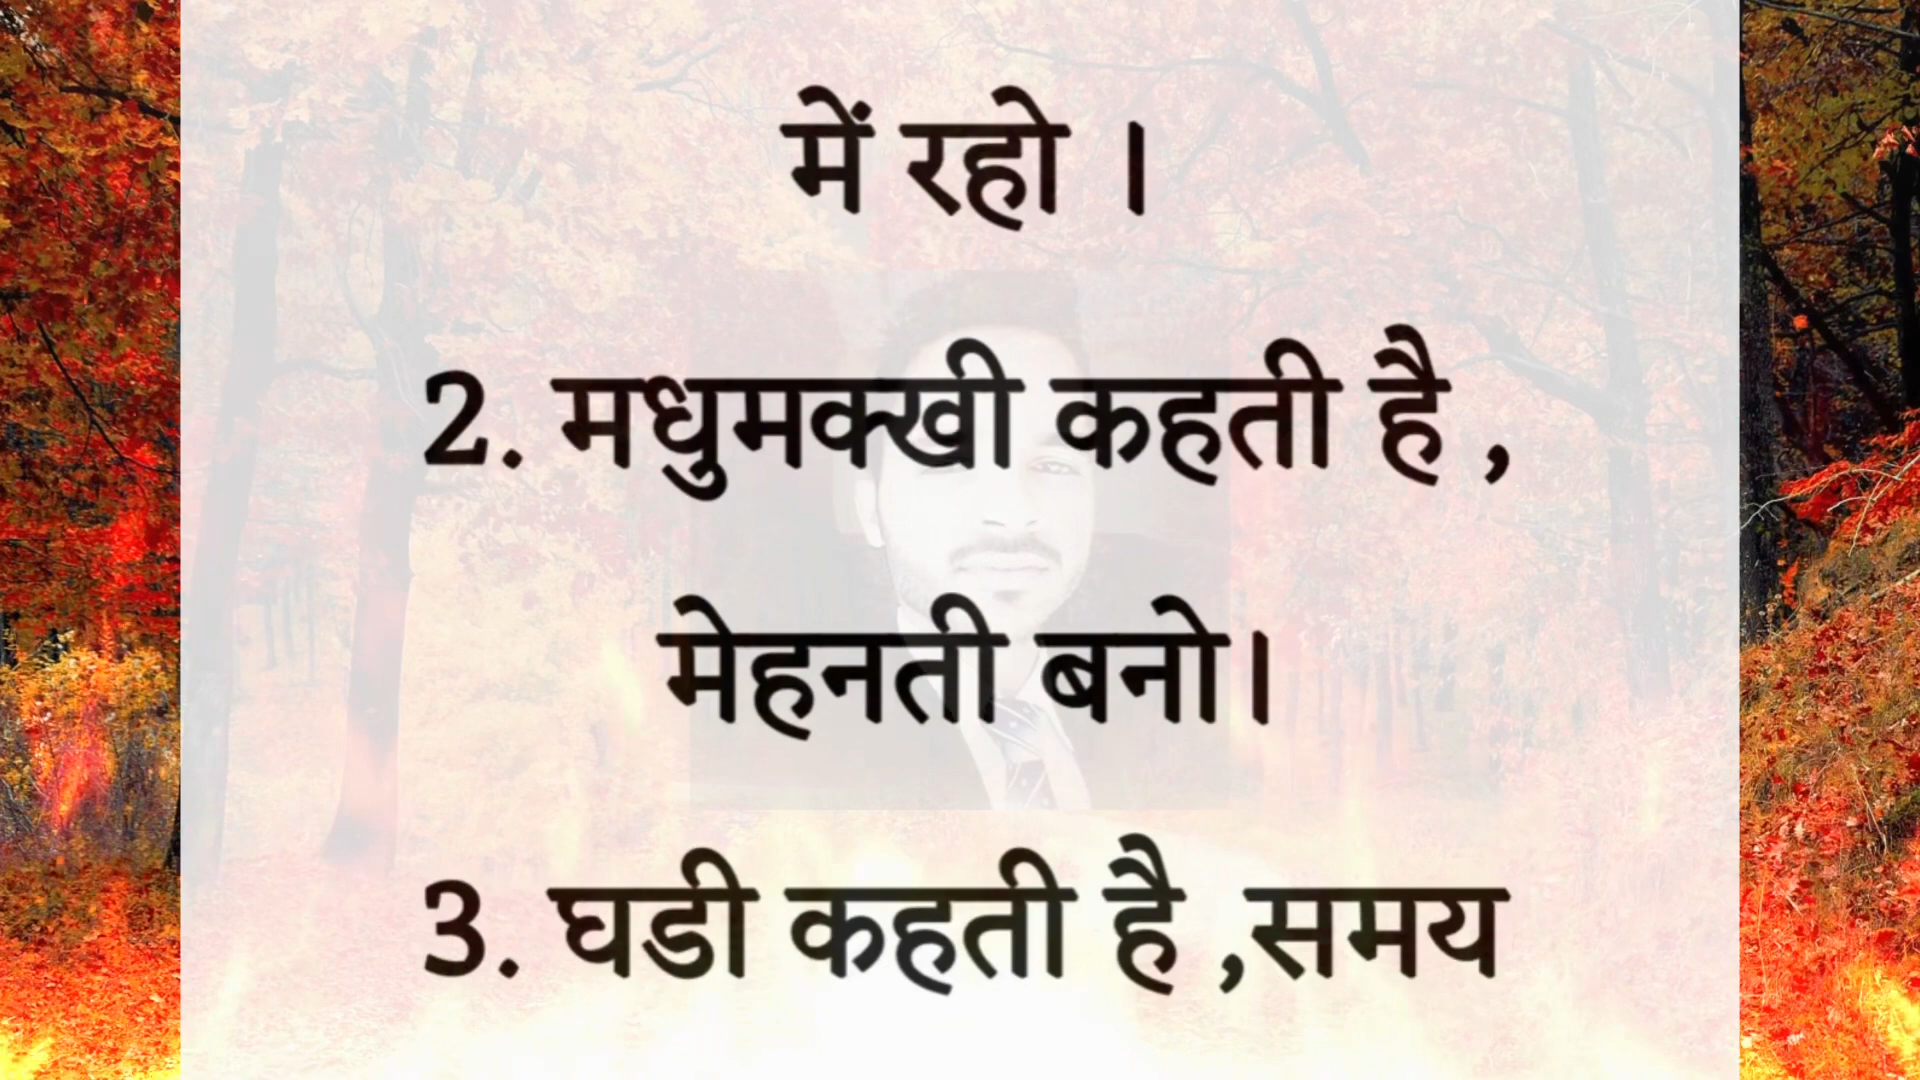 में रहो ।
2. मधुमक्खी कहती है ,
मेहनती बनो।
3. घडी कहती है ,समय